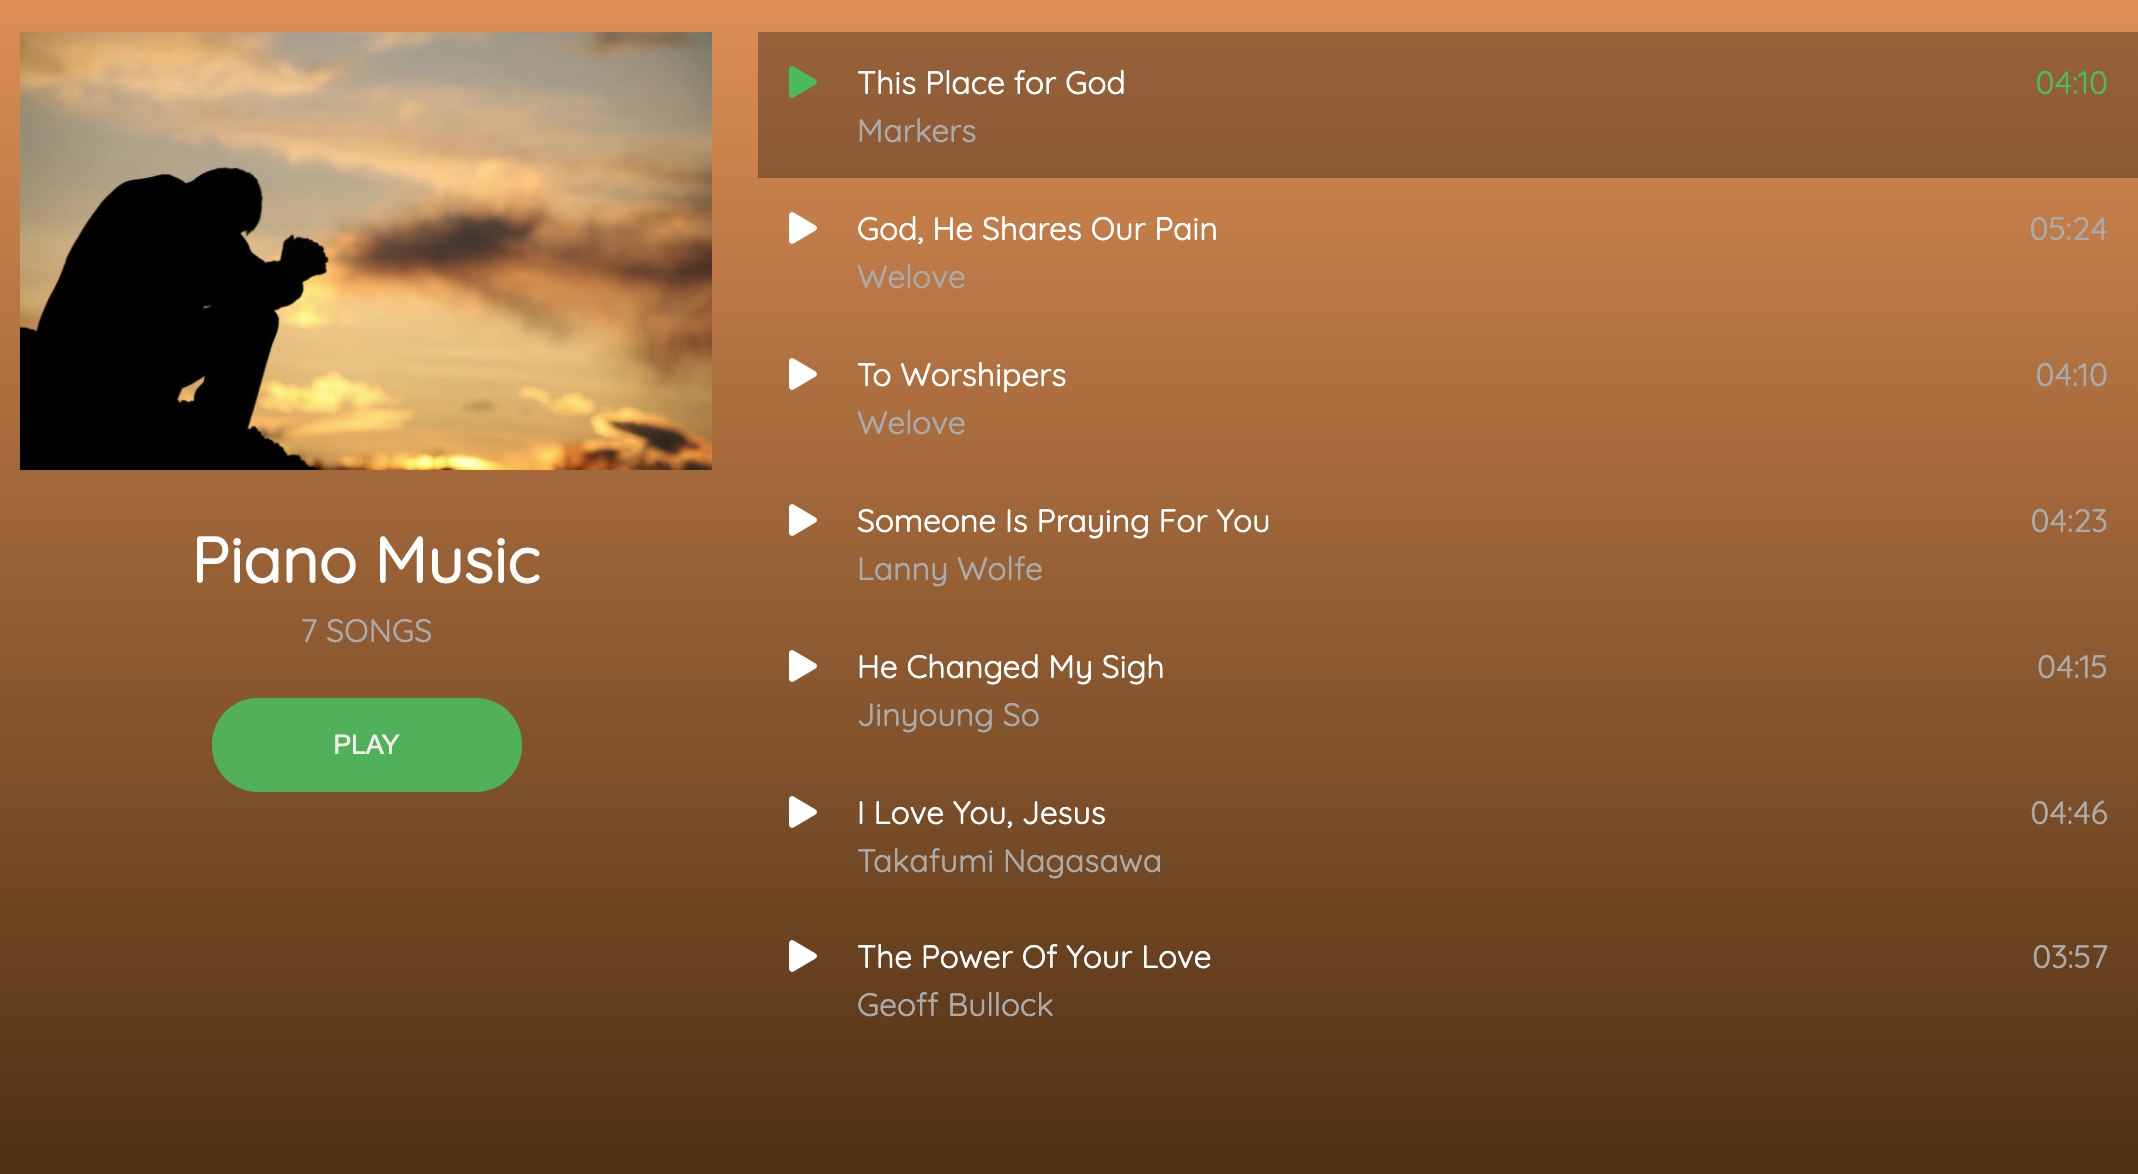 Piano Music
7 SONGS
PLAY
This Place for God
04:10
Markers
God, He Shares Our Pain
05:24
Welove
To Worshipers
04:10
Welove
Someone Is Praying For You
04:23
Lanny Wolfe
He Changed My Sigh
04:15
Jinyoung So
I Love You, Jesus
04:46
Takafumi Nagasawa
The Power Of Your Love
03:57
Geoff Bullock